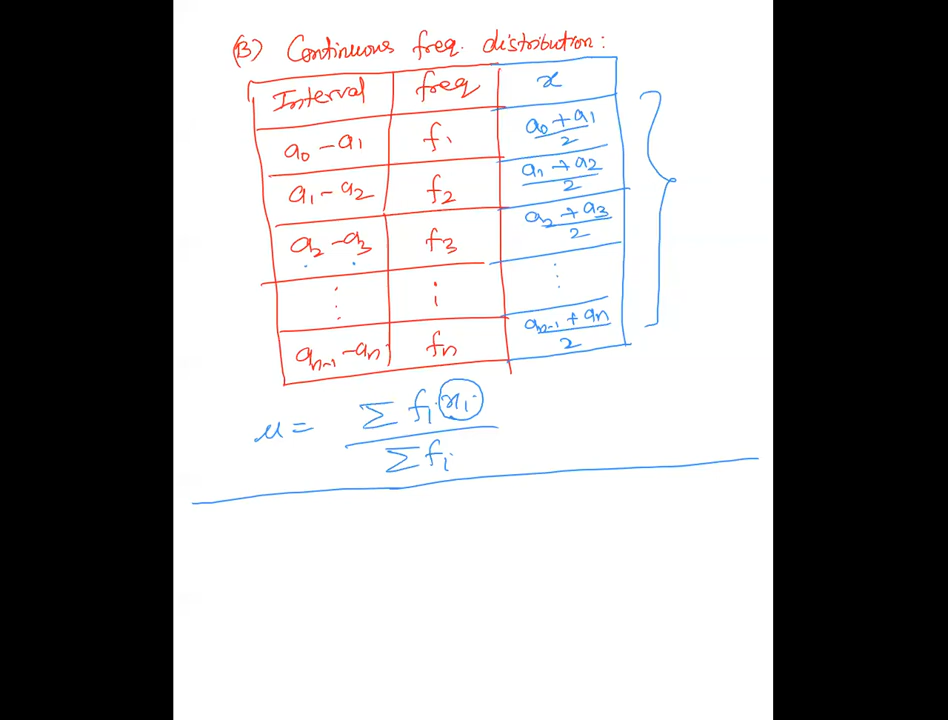 (B) Continuous freq. distribution:
Interval freq x
a₀ - a₁ f₁ (a₀ + a₁)/2
a₁ - a₂ f₂ (a₁ + a₂)/2
a₂ - a₃ f₃ (a₂ + a₃)/2
⋮ ⋮ ⋮
aₙ₋₁ - aₙ fₙ (aₙ₋₁ + aₙ)/2
μ = Σ fᵢ xᵢ / Σ fᵢ